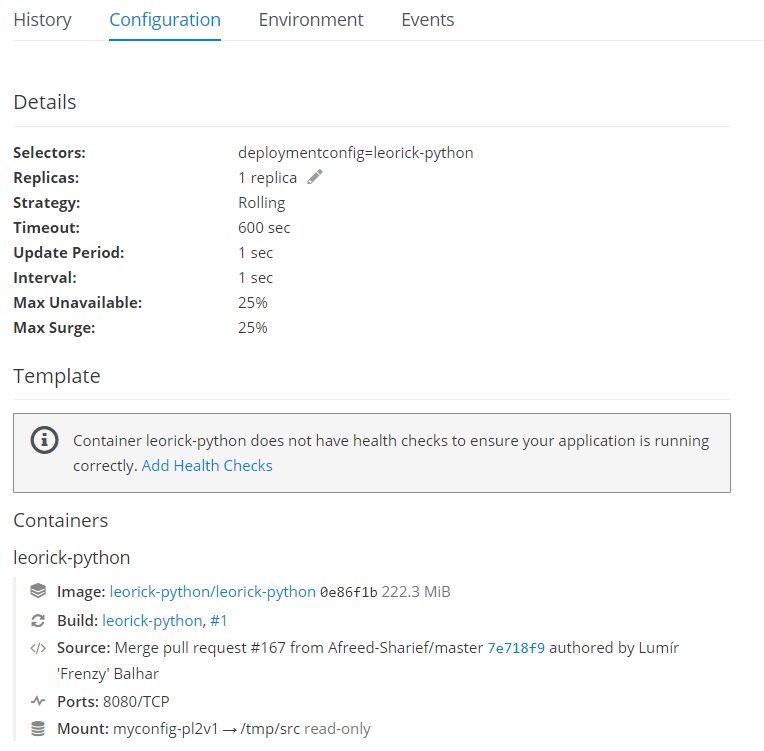 History Configuration Environment Events
Details
Selectors: deploymentconfig=leorick-python
Replicas: 1 replica
Strategy: Rolling
Timeout: 600 sec
Update Period: 1 sec
Interval: 1 sec
Max Unavailable: 25%
Max Surge: 25%
Template
Container leorick-python does not have health checks to ensure your application is running
correctly. Add Health Checks
Containers
leorick-python
Image: leorick-python/leorick-python 0e86f1b 222.3 MiB
Build: leorick-python, #1
</> Source: Merge pull request #167 from Afreed-Sharief/master 7e718f9 authored by Lumír
'Frenzy' Balhar
Ports: 8080/TCP
Mount: myconfig-pl2v1 → /tmp/src read-only